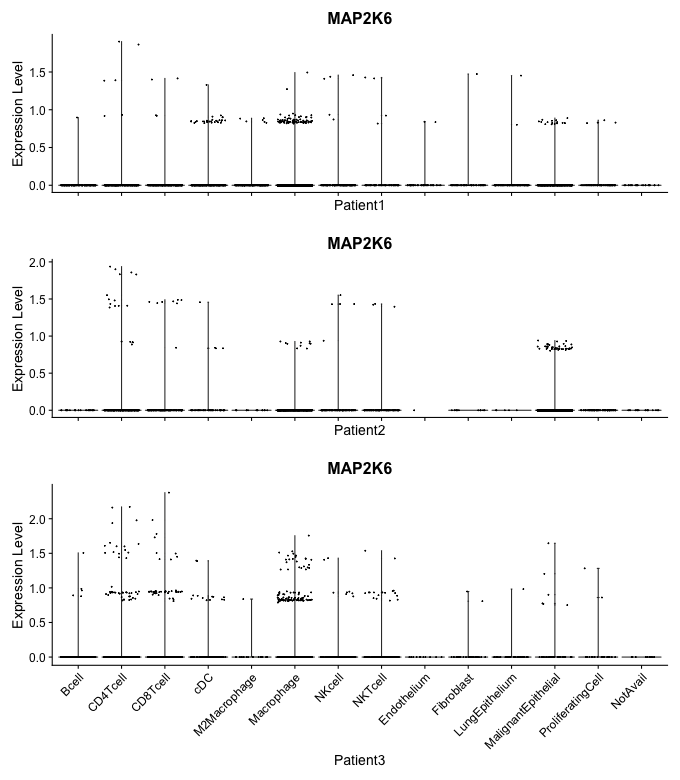 MAP2K6
Expression Level
1.5
1.0
0.5
0.0
Patient1
MAP2K6
Expression Level
2.0
1.5
1.0
0.5
0.0
Patient2
MAP2K6
Expression Level
2.0
1.5
1.0
0.5
0.0
Bcell
CD4Tcell
CD8Tcell
cDC
M2Macrophage
Macrophage
NKcell
NKTcell
Endothelium
Fibroblast
LungEpithelium
MalignantEpithelial
ProliferatingCell
NotAvail
Patient3